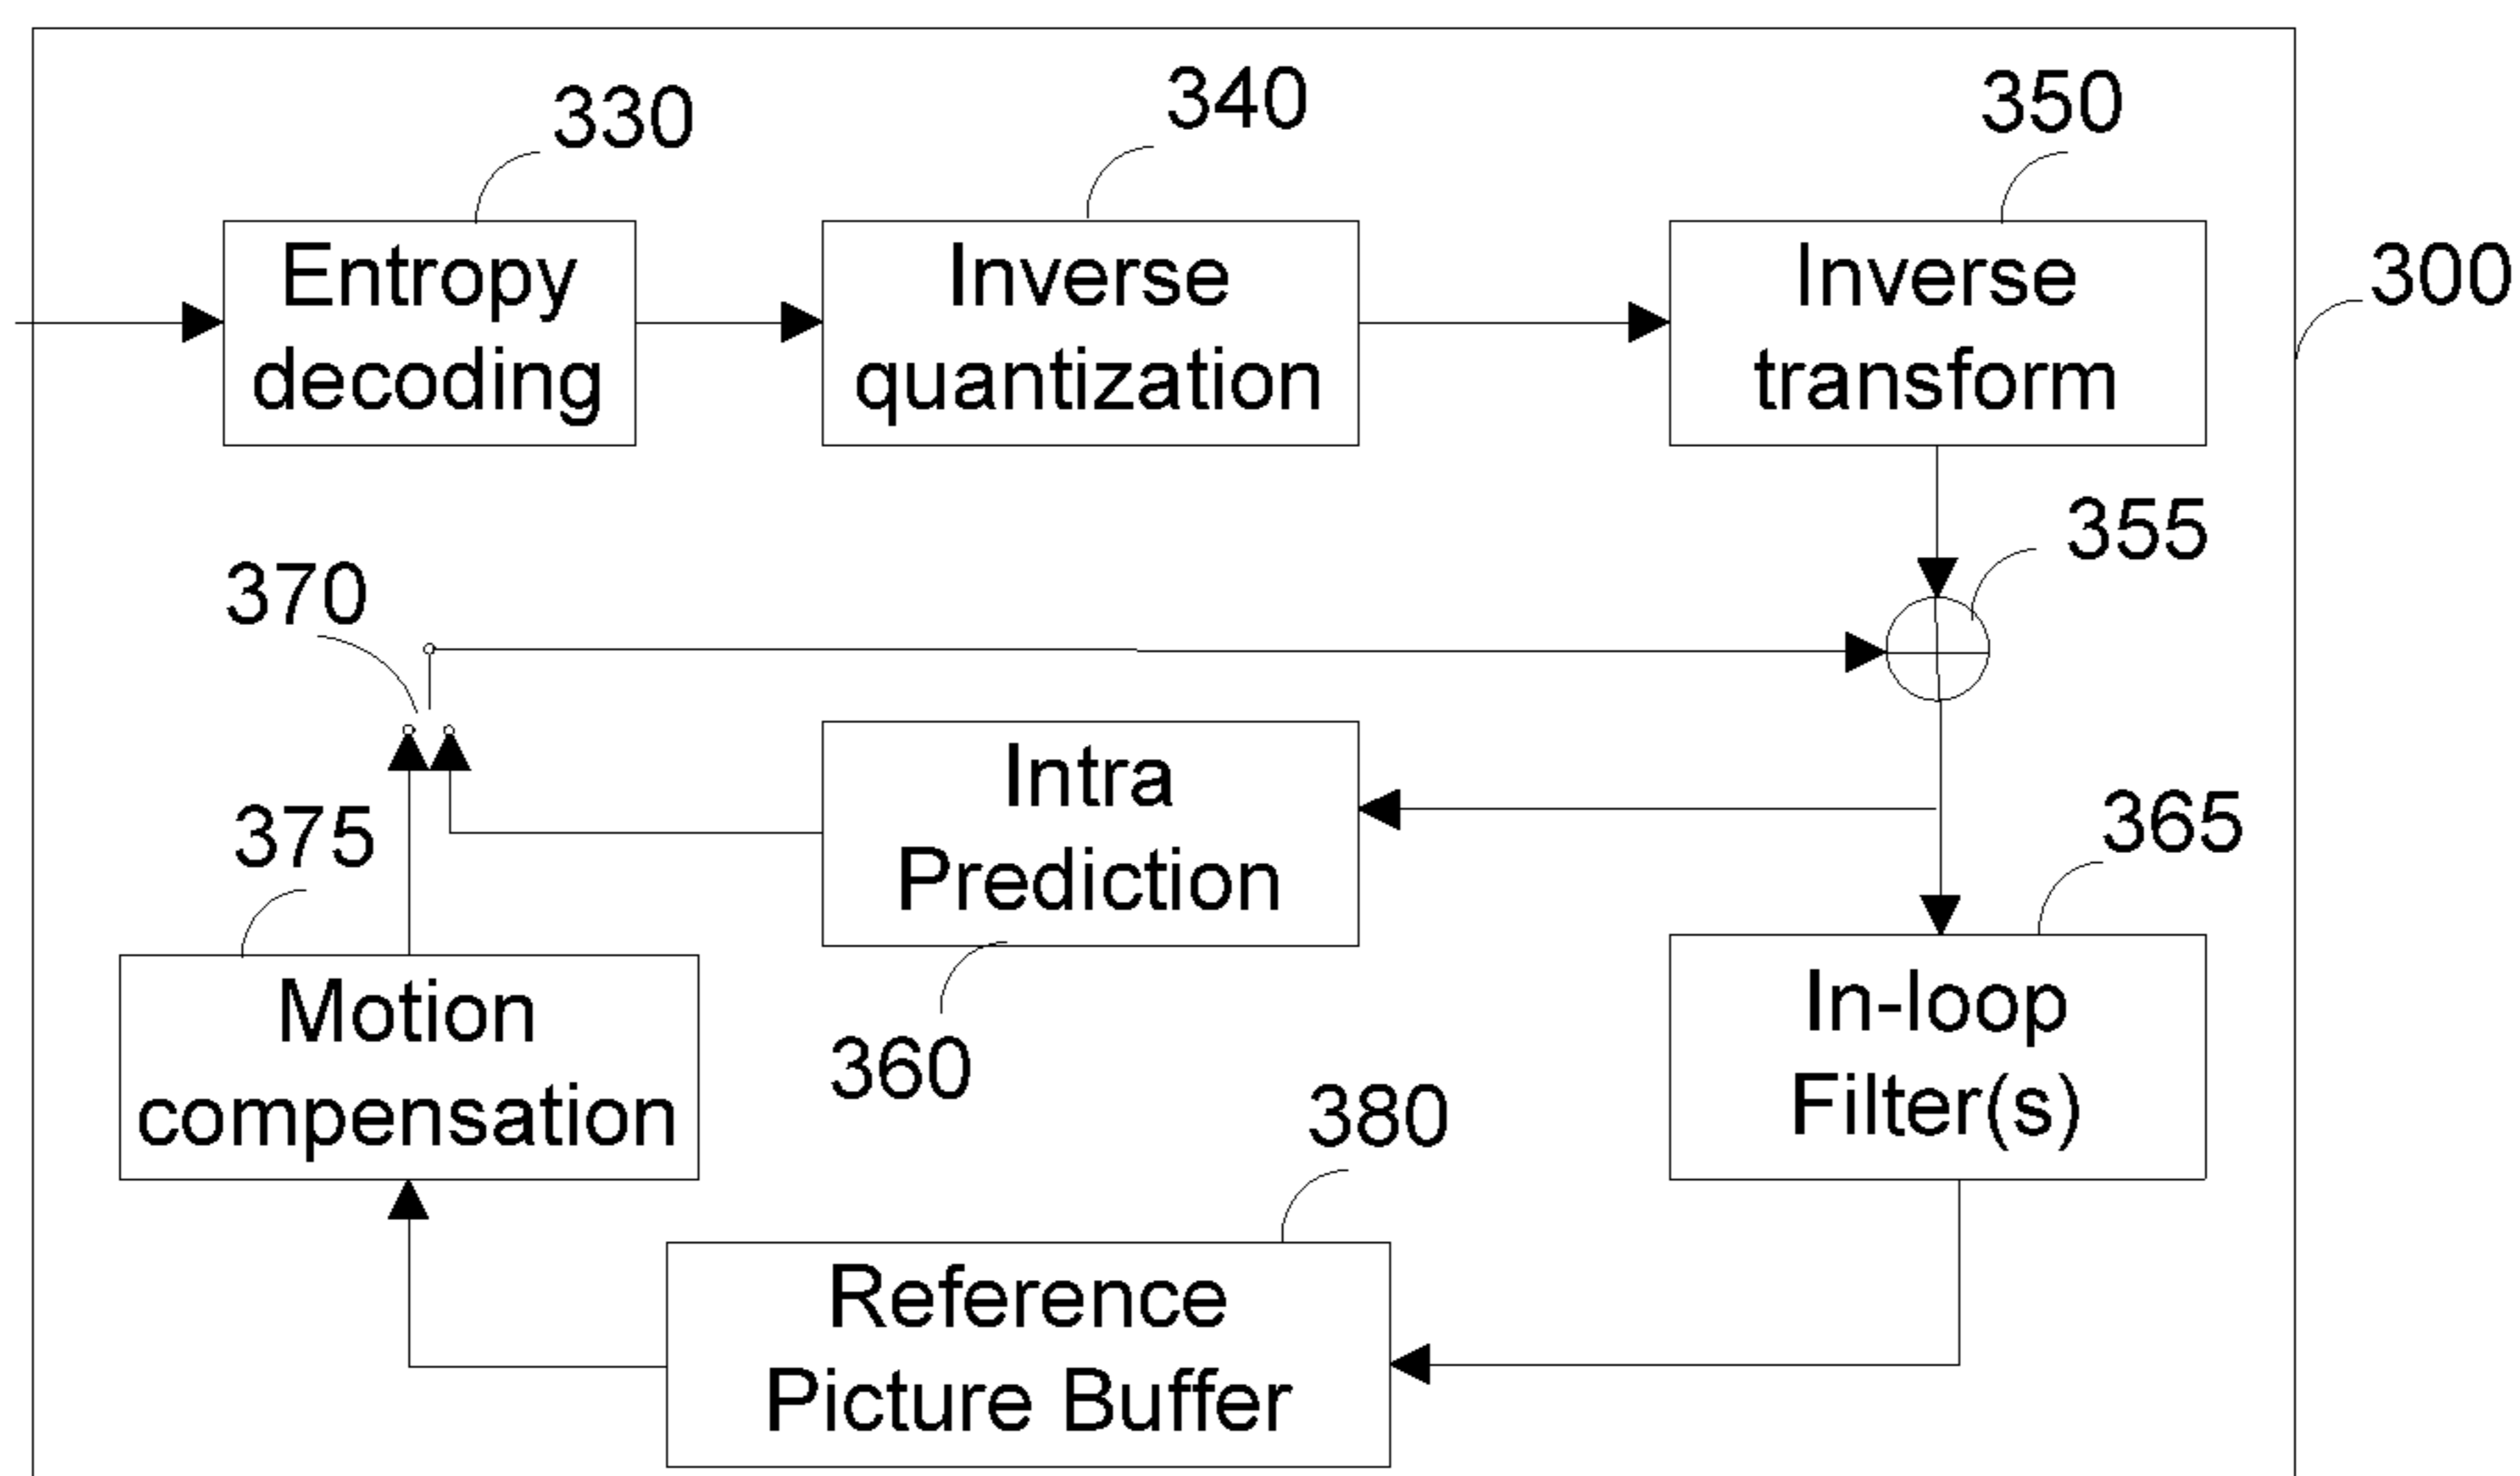 330
340
350
Entropy
decoding
Inverse
quantization
Inverse
transform
300
355
370
Intra
Prediction
375
365
360
Motion
compensation
In-loop
Filter(s)
380
Reference
Picture Buffer